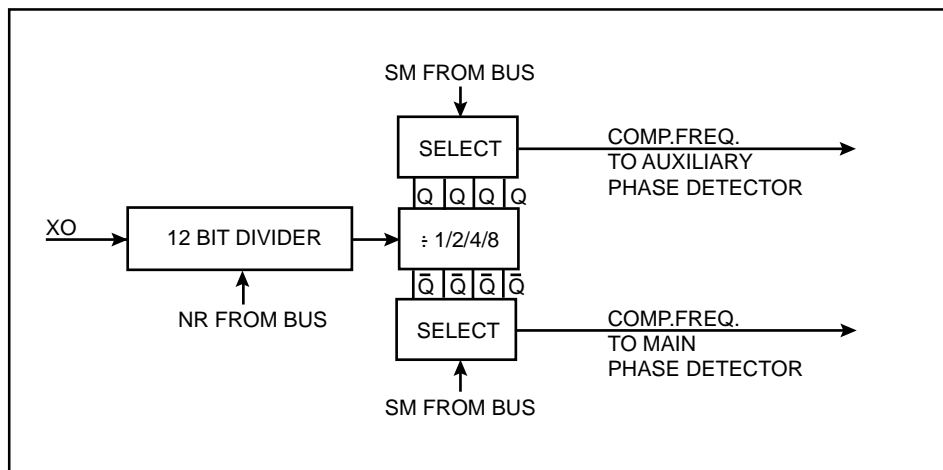 SM FROM BUS
SELECT
COMP.FREQ.
TO AUXILIARY
PHASE DETECTOR
Q Q Q Q
XO
12 BIT DIVIDER
÷ 1/2/4/8
Q̅ Q̅ Q̅ Q̅
NR FROM BUS
SELECT
COMP.FREQ.
TO MAIN
PHASE DETECTOR
SM FROM BUS